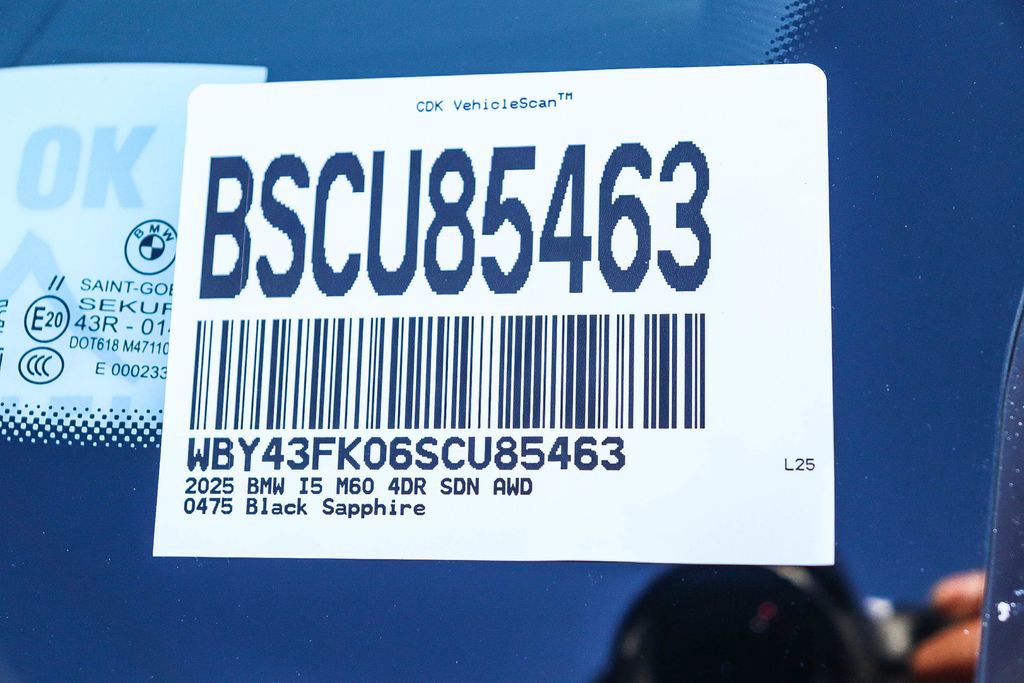 CDK VehicleScan™
BSCU85463
WBY43FK06SCU85463
2025 BMW I5 M60 4DR SDN AWD
0475 Black Sapphire
L25
OK
BMW
//
SAINT-GOB
SEKUR
E20
43R - 01
DOT618 M4711
CCC
E 000233